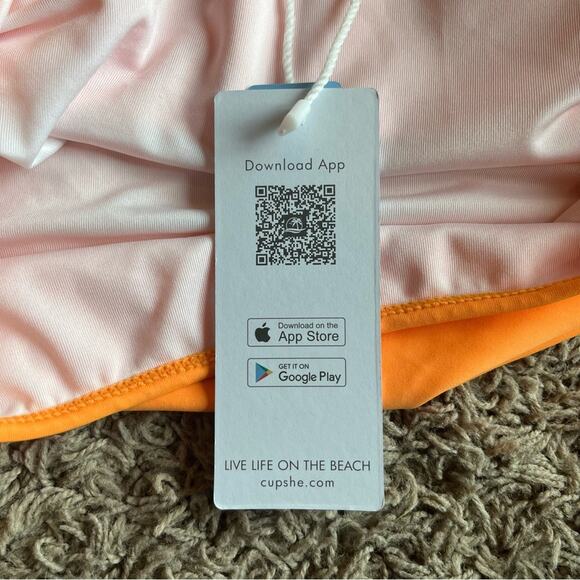 Download App
Download on the
App Store
GET IT ON
Google Play
LIVE LIFE ON THE BEACH
cupshe.com